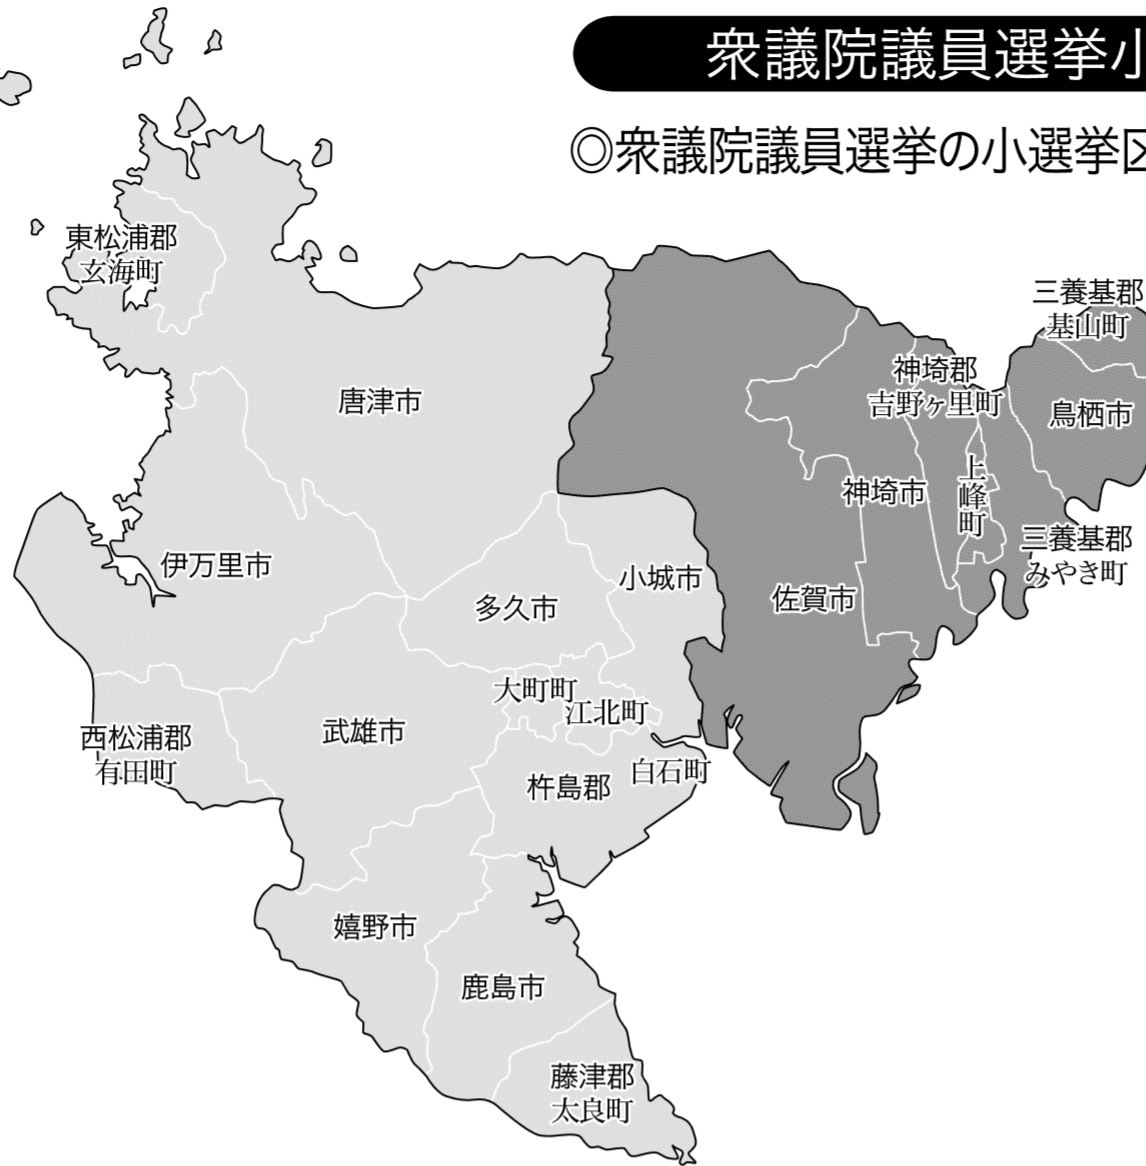 衆議院議員選挙小
◎衆議院議員選挙の小選挙区
東松浦郡
玄海町
三養基郡
基山町
神埼郡
吉野ヶ里町
唐津市
鳥栖市
上峰町
神埼市
三養基郡
みやき町
伊万里市
小城市
佐賀市
多久市
大町町
江北町
西松浦郡
有田町
武雄市
白石町
杵島郡
嬉野市
鹿島市
藤津郡
太良町